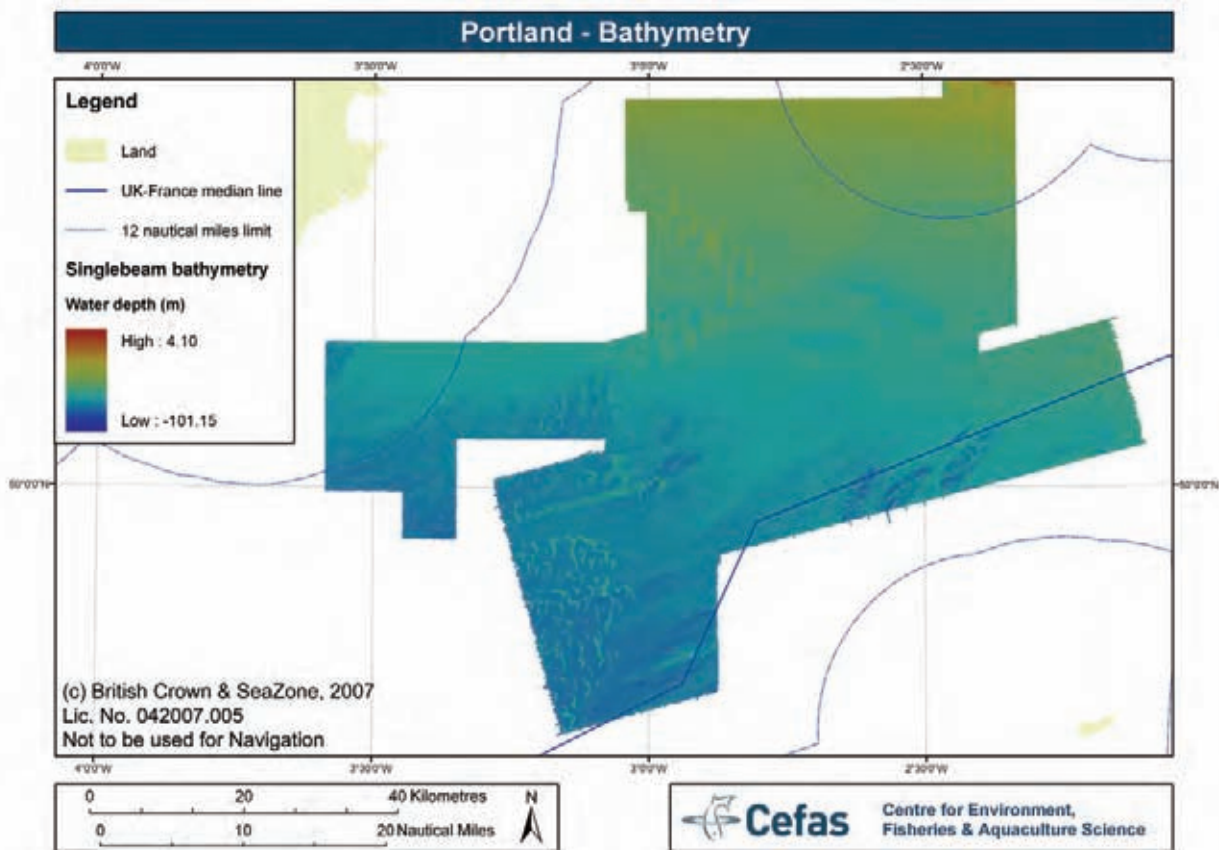 Portland - Bathymetry
4°0'0"W 3°30'0"W 3°0'0"W 2°30'0"W
Legend
Land
UK-France median line
12 nautical miles limit
Singlebeam bathymetry
Water depth (m)
High : 4.10
Low : -101.15
50°0'0"N 50°0'0"N
(c) British Crown & SeaZone, 2007
Lic. No. 042007.005
Not to be used for Navigation
4°0'0"W 3°30'0"W 3°0'0"W 2°30'0"W
0 20 40 Kilometres
0 10 20 Nautical Miles
N
Cefas
Centre for Environment,
Fisheries & Aquaculture Science